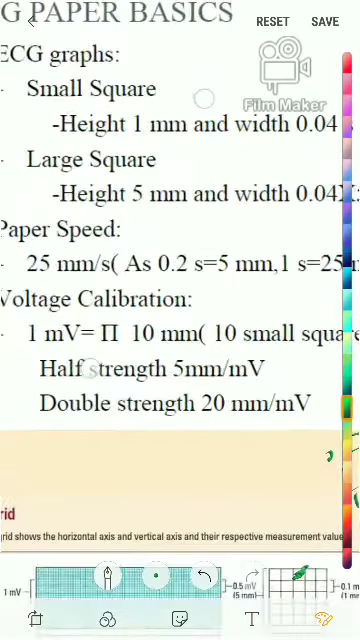 G PAPER BASICS
RESET SAVE
ECG graphs:
Small Square
Film Maker
-Height 1 mm and width 0.04 s
Large Square
-Height 5 mm and width 0.04X
Paper Speed:
25 mm/s( As 0.2 s=5 mm,1 s=25 m
Voltage Calibration:
1 mV= Π 10 mm( 10 small square
Half strength 5mm/mV
Double strength 20 mm/mV
rid
grid shows the horizontal axis and vertical axis and their respective measurement value
1 mV
0.5 mV
(5 mm)
0.1 m
(1 mm
T